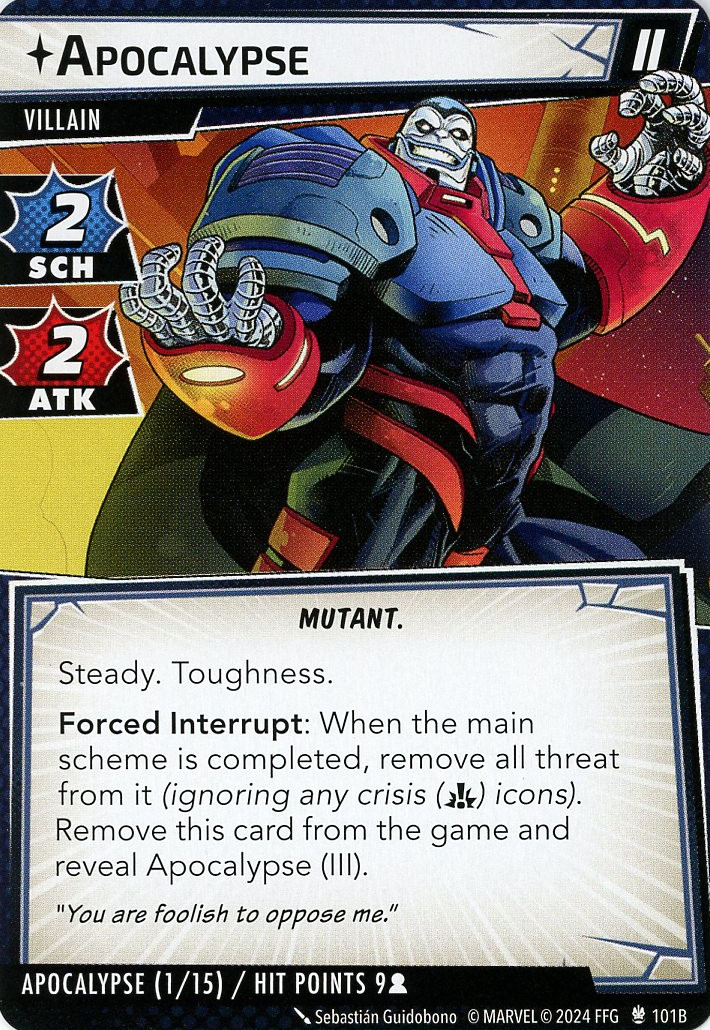 APOCALYPSE
II
VILLAIN
2
SCH
2
ATK
MUTANT.
Steady. Toughness.
Forced Interrupt: When the main
scheme is completed, remove all threat
from it (ignoring any crisis () icons).
Remove this card from the game and
reveal Apocalypse (III).
"You are foolish to oppose me."
APOCALYPSE (1/15) / HIT POINTS 9
Sebastián Guidobono © MARVEL © 2024 FFG 101B